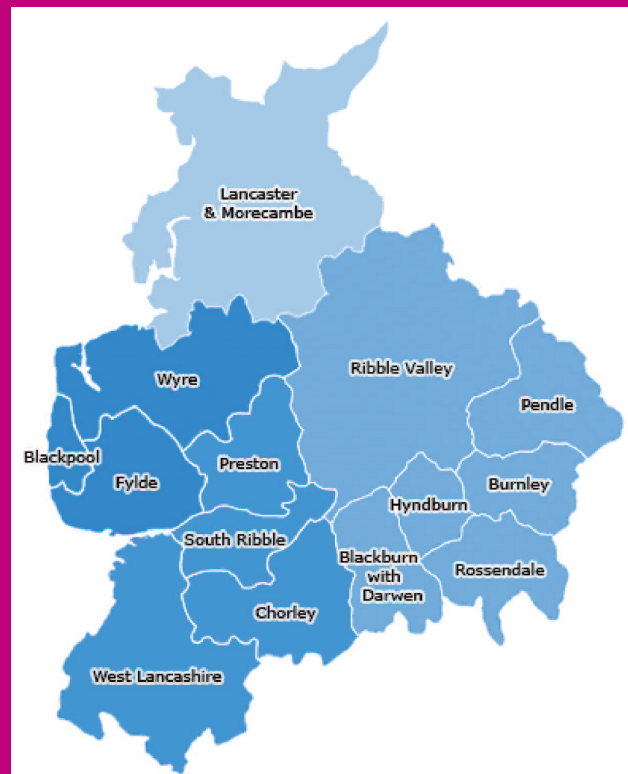 Lancaster
& Morecambe
Wyre
Ribble Valley
Pendle
Blackpool
Fylde
Preston
Burnley
Hyndburn
South Ribble
Blackburn
with
Darwen
Rossendale
Chorley
West Lancashire